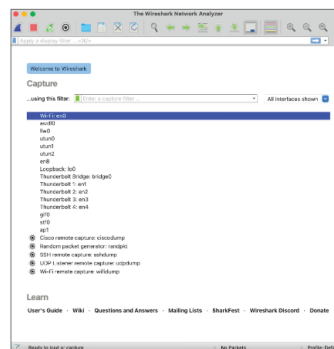 The Wireshark Network Analyzer
Apply a display filter ... <⌘/>
Welcome to Wireshark
Capture
...using this filter: Enter a capture filter ... All interfaces shown
Wi-Fi: en0
awdl0
llw0
utun0
utun1
utun2
en8
Loopback: lo0
Thunderbolt Bridge: bridge0
Thunderbolt 1: en1
Thunderbolt 2: en2
Thunderbolt 3: en3
Thunderbolt 4: en4
gif0
stf0
ap1
Cisco remote capture: ciscodump
Random packet generator: randpkt
SSH remote capture: sshdump
UDP Listener remote capture: udpdump
Wi-Fi remote capture: wifidump
Learn
User's Guide · Wiki · Questions and Answers · Mailing Lists · SharkFest · Wireshark Discord · Donate
Ready to load or capture No Packets Profile: Def